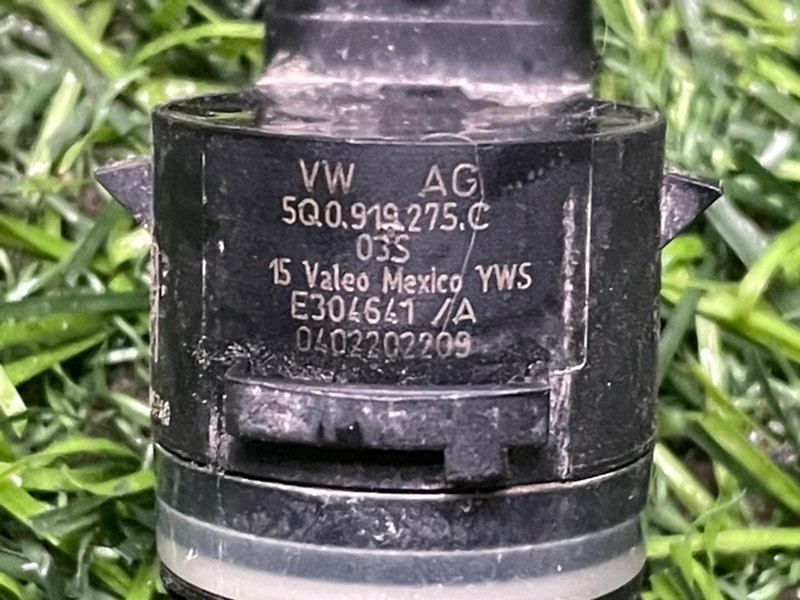 VW AG
5Q0.919.275.C
03S
15 Valeo Mexico YWS
E304641 /A
0402202209